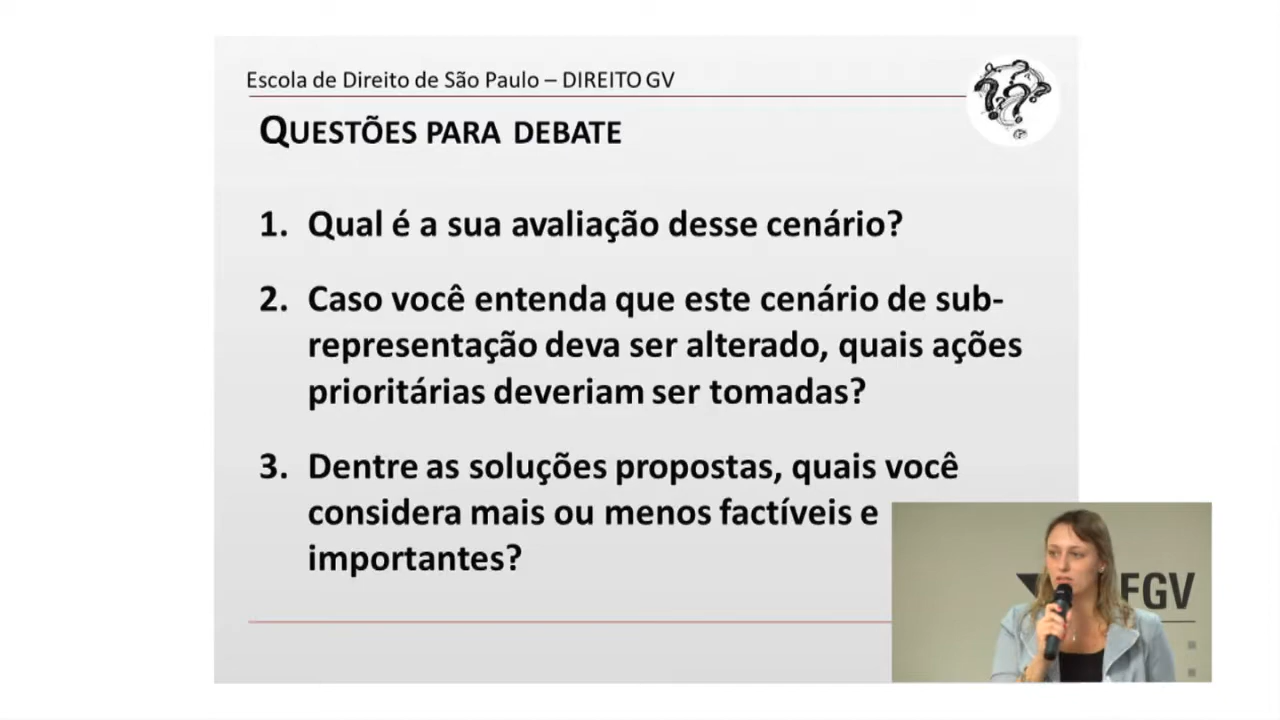 Escola de Direito de São Paulo – DIREITO GV
QUESTÕES PARA DEBATE
1. Qual é a sua avaliação desse cenário?
2. Caso você entenda que este cenário de sub-
representação deva ser alterado, quais ações
prioritárias deveriam ser tomadas?
3. Dentre as soluções propostas, quais você
considera mais ou menos factíveis e
importantes?
FGV